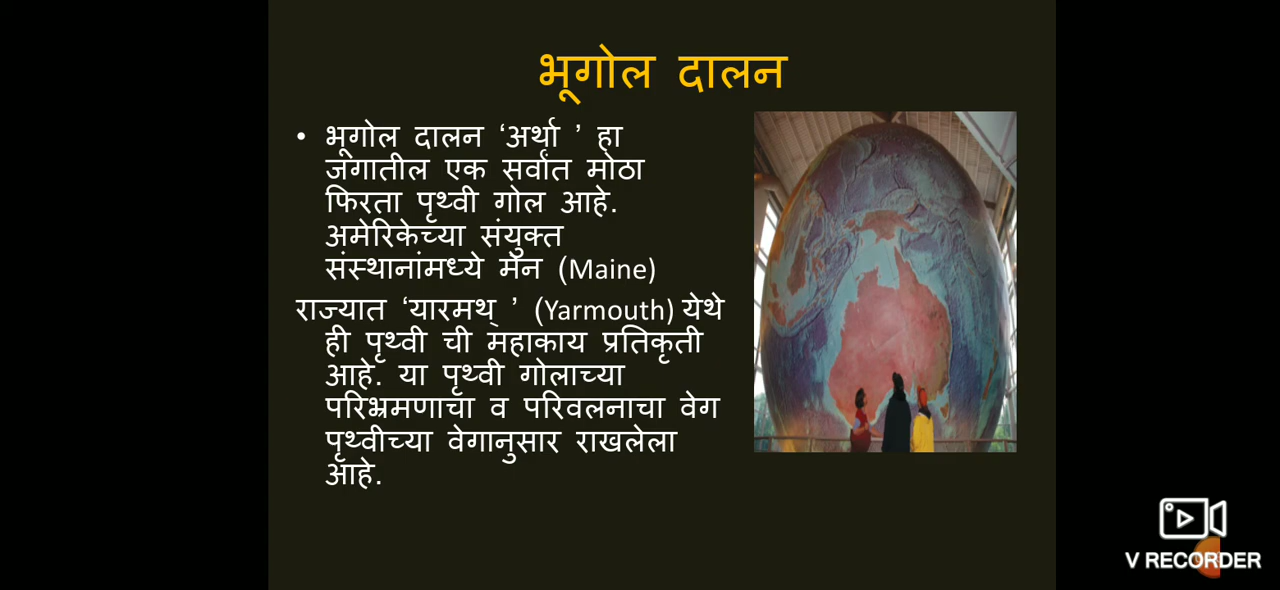 भूगोल दालन
• भूगोल दालन ‘अर्था ’ हा
जगातील एक सर्वांत मोठा
फिरता पृथ्वी गोल आहे.
अमेरिकेच्या संयुक्त
संस्थानांमध्ये मेन (Maine)
राज्यात ‘यारमथ् ’ (Yarmouth) येथे
ही पृथ्वी ची महाकाय प्रतिकृती
आहे. या पृथ्वी गोलाच्या
परिभ्रमणाचा व परिवलनाचा वेग
पृथ्वीच्या वेगानुसार राखलेला
आहे.
V RECORDER